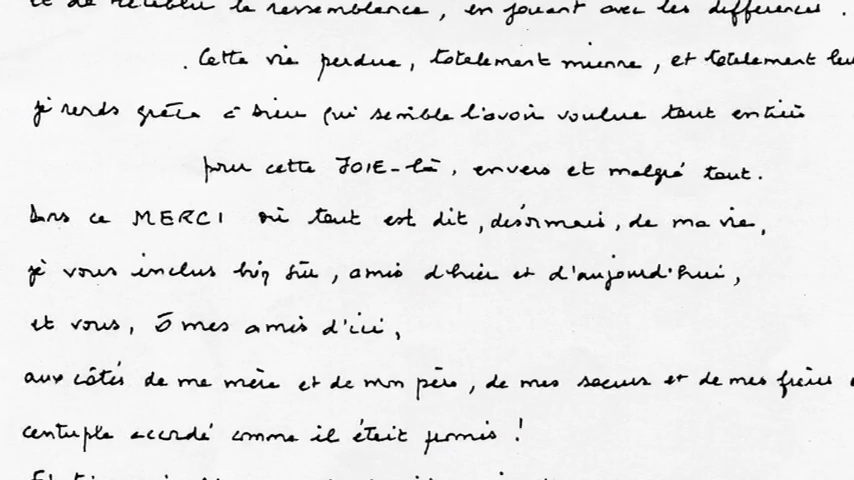 et de rétablir la ressemblance, en jouant avec les différences.
. Cette vie perdue, totalement mienne, et totalement leu
je rends grâce à Dieu qui semble l'avoir voulue tout entière
pour cette JOIE-là, envers et malgré tout.
Dans ce MERCI où tout est dit, désormais, de ma vie,
je vous inclus bien sûr, amis d'hier et d'aujourd'hui,
et vous, ô mes amis d'ici,
aux côtés de ma mère et de mon père, de mes soeurs et de mes frères
centuple accordé comme il était promis !